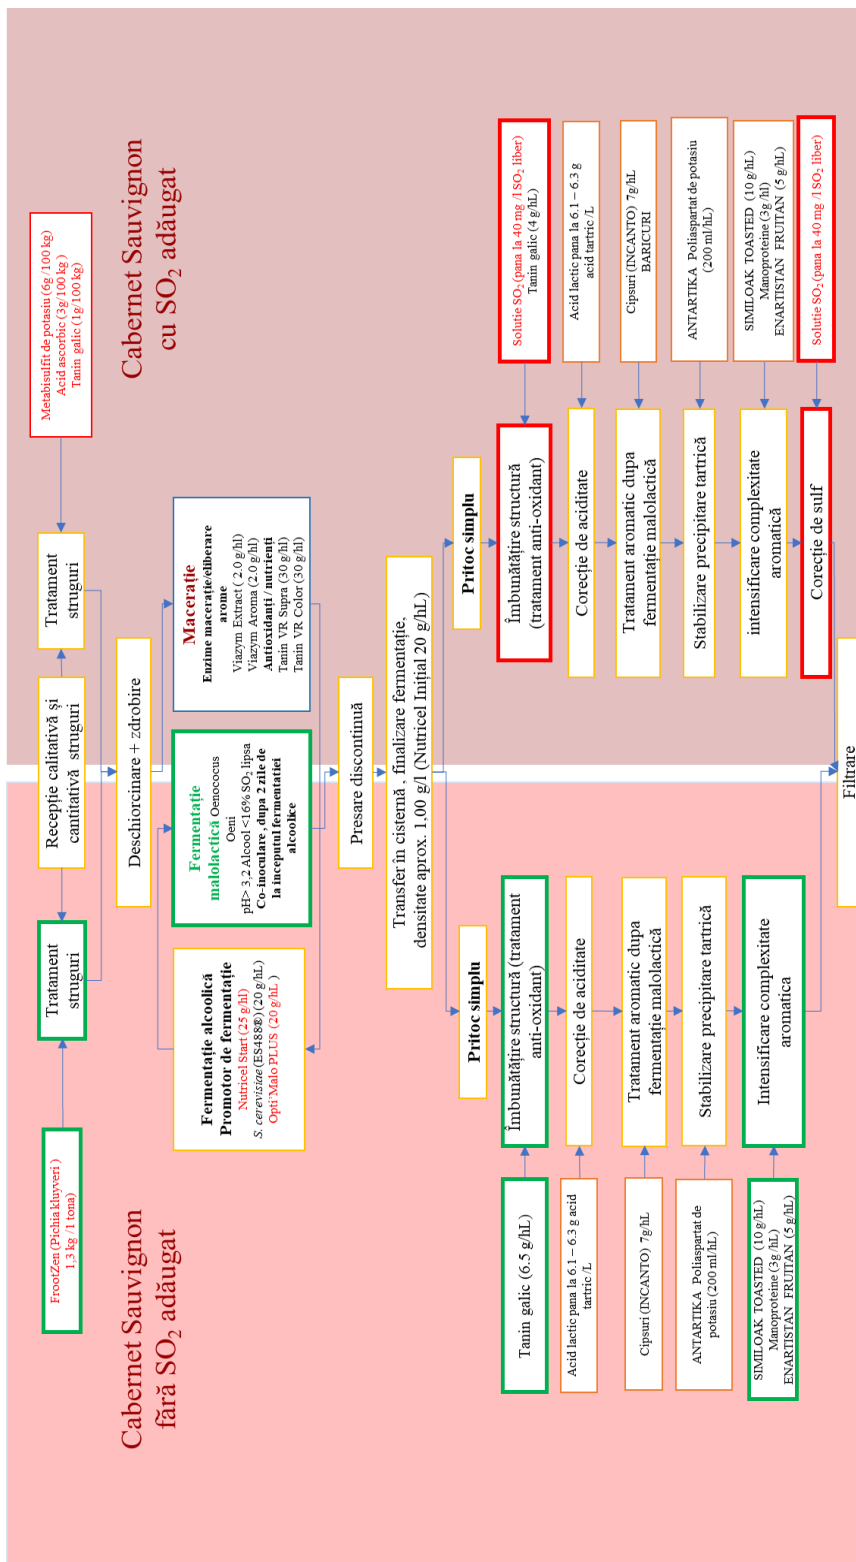 Cabernet Sauvignon
fără SO₂ adăugat
Cabernet Sauvignon
cu SO₂ adăugat
FrootZen (Pichia kluyveri )
1,3 kg /1 tona)
Tratament
struguri
Recepție calitativă și
cantitativă struguri
Tratament
struguri
Metabisulfit de potasiu (6g /100 kg)
Acid ascorbic (3g/100 kg )
Tanin galic (1g/100 kg)
Deschiorcinare + zdrobire
Fermentație alcoolică
Promotor de fermentație
Nutricel Start (25 g/hl)
S. cerevisiae (ES488®) (20 g/hL)
Opti'Malo PLUS (20 g/hL )
Fermentație
malolactică Oenococus
Oeni
pH> 3,2 Alcool <16% SO₂ lipsa
Co-inoculare , dupa 2 zile de
la inceputul fermentatiei
alcoolice
Macerație
Enzime macerație/eliberare
arome
Viazym Extract ( 2.0 g/hl)
Viazym Aroma (2.0 g/hl)
Antioxidanți / nutrienți
Tanin VR Supra (30 g/hl)
Tanin VR Color (30 g/hl)
Presare discontinuă
Transfer în cisternă , finalizare fermentație,
densitate aprox. 1,00 g/l (Nutricel Inițial 20 g/hL)
Pritoc simplu
Pritoc simplu
Tanin galic (6.5 g/hL)
Îmbunătățire structură (tratament
anti-oxidant)
Îmbunătățire structură
(tratament anti-oxidant)
Solutie SO₂ (pana la 40 mg /l SO₂ liber)
Tanin galic (4 g/hL)
Acid lactic pana la 6.1 – 6.3 g acid
tartric /L
Corecție de aciditate
Corecție de aciditate
Acid lactic pana la 6.1 – 6.3 g
acid tartric /L
Cipsuri (INCANTO) 7g/hL
Tratament aromatic dupa
fermentație malolactică
Tratament aromatic dupa
fermentație malolactică
Cipsuri (INCANTO) 7g/hL
BARICURI
ANTARTIKA Poliaspartat de
potasiu (200 ml/hL)
Stabilizare precipitare tartrică
Stabilizare precipitare tartrică
ANTARTIKA Poliaspartat de potasiu
(200 ml/hL)
SIMILOAK TOASTED (10 g/hL)
Manoproteine (3g /hL)
ENARTISTAN FRUITAN (5 g/hL)
Intensificare complexitate
aromatica
intensificare complexitate
aromatică
SIMILOAK TOASTED (10 g/hL)
Manoproteine (3g /hl)
ENARTISTAN FRUITAN (5 g/hL)
Corecție de sulf
Solutie SO₂ (pana la 40 mg /l SO₂ liber)
Filtrare